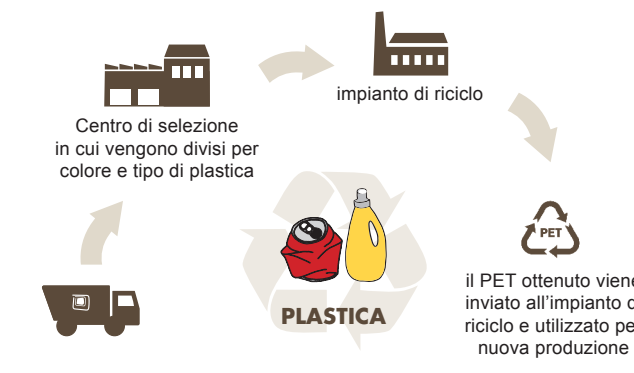 Centro di selezione
in cui vengono divisi per
colore e tipo di plastica
impianto di riciclo
PET
il PET ottenuto viene
inviato all'impianto d
riciclo e utilizzato pe
nuova produzione
PLASTICA